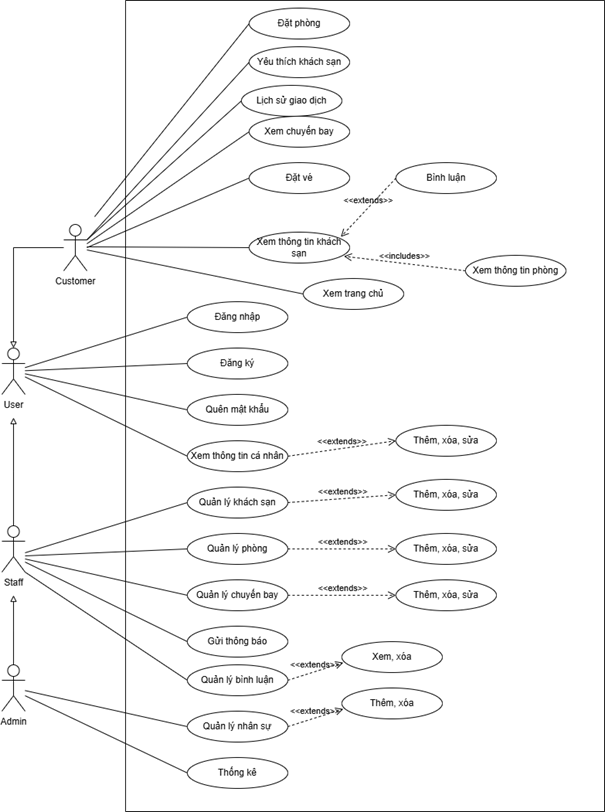 Đặt phòng
Yêu thích khách sạn
Lịch sử giao dịch
Xem chuyến bay
Đặt vé
Bình luận
<<extends>>
Xem thông tin khách
sạn
<<includes>>
Xem thông tin phòng
Customer
Xem trang chủ
Đăng nhập
Đăng ký
User
Quên mật khẩu
Xem thông tin cá nhân
<<extends>>
Thêm, xóa, sửa
Quản lý khách sạn
<<extends>>
Thêm, xóa, sửa
Quản lý phòng
<<extends>>
Thêm, xóa, sửa
Staff
Quản lý chuyến bay
<<extends>>
Thêm, xóa, sửa
Gửi thông báo
Quản lý bình luận
<<extends>>
Xem, xóa
Admin
Quản lý nhân sự
<<extends>>
Thêm, xóa
Thống kê